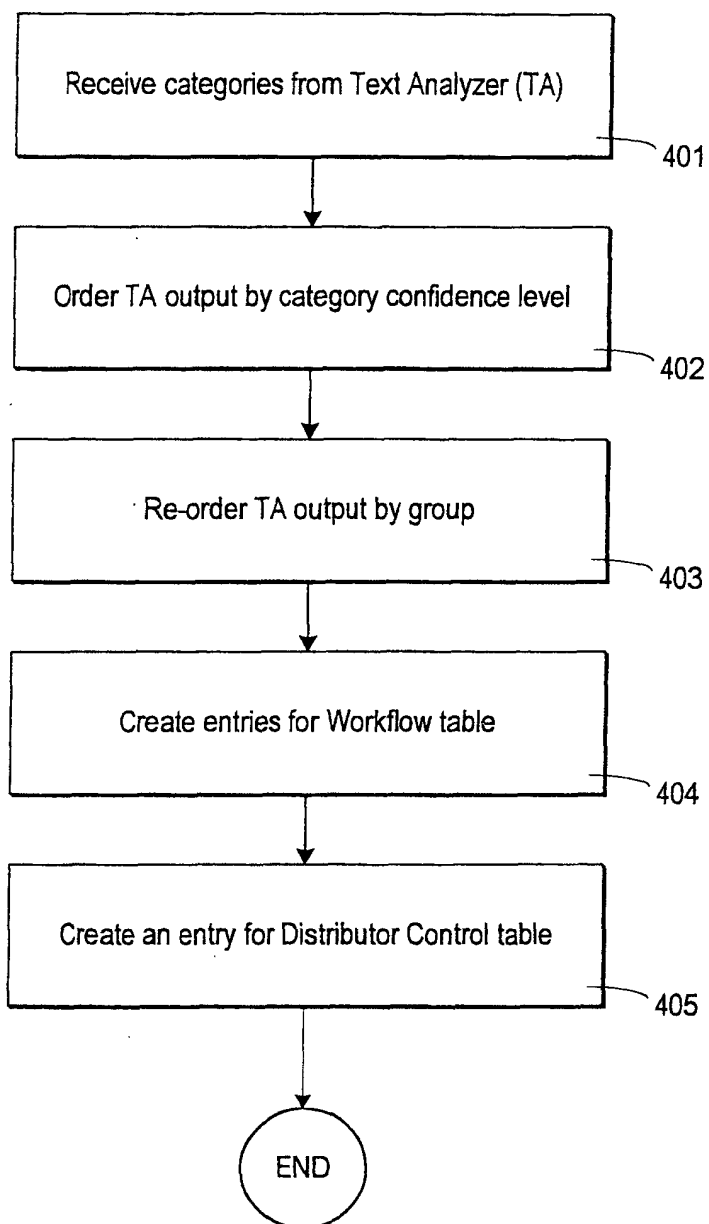 Receive categories from Text Analyzer (TA)
401
Order TA output by category confidence level
402
Re-order TA output by group
403
Create entries for Workflow table
404
Create an entry for Distributor Control table
405
END